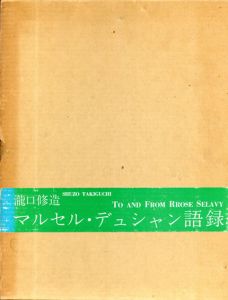 瀧口修造 SHUZO TAKIGUCHI
TO AND FROM RROSE SELAVY
マルセル・デュシャン語録